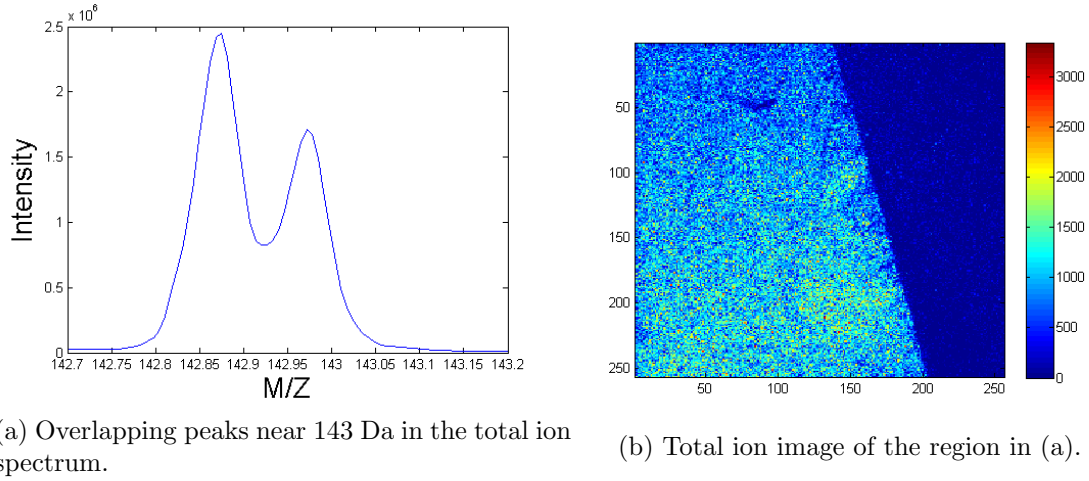 2.5 x 10^6
2
1.5
1
0.5
0
Intensity
142.7 142.75 142.8 142.85 142.9 142.95 143 143.05 143.1 143.15 143.2
M/Z
(a) Overlapping peaks near 143 Da in the total ion
spectrum.
50
100
150
200
250
50 100 150 200 250
3000
2500
2000
1500
1000
500
0
(b) Total ion image of the region in (a).